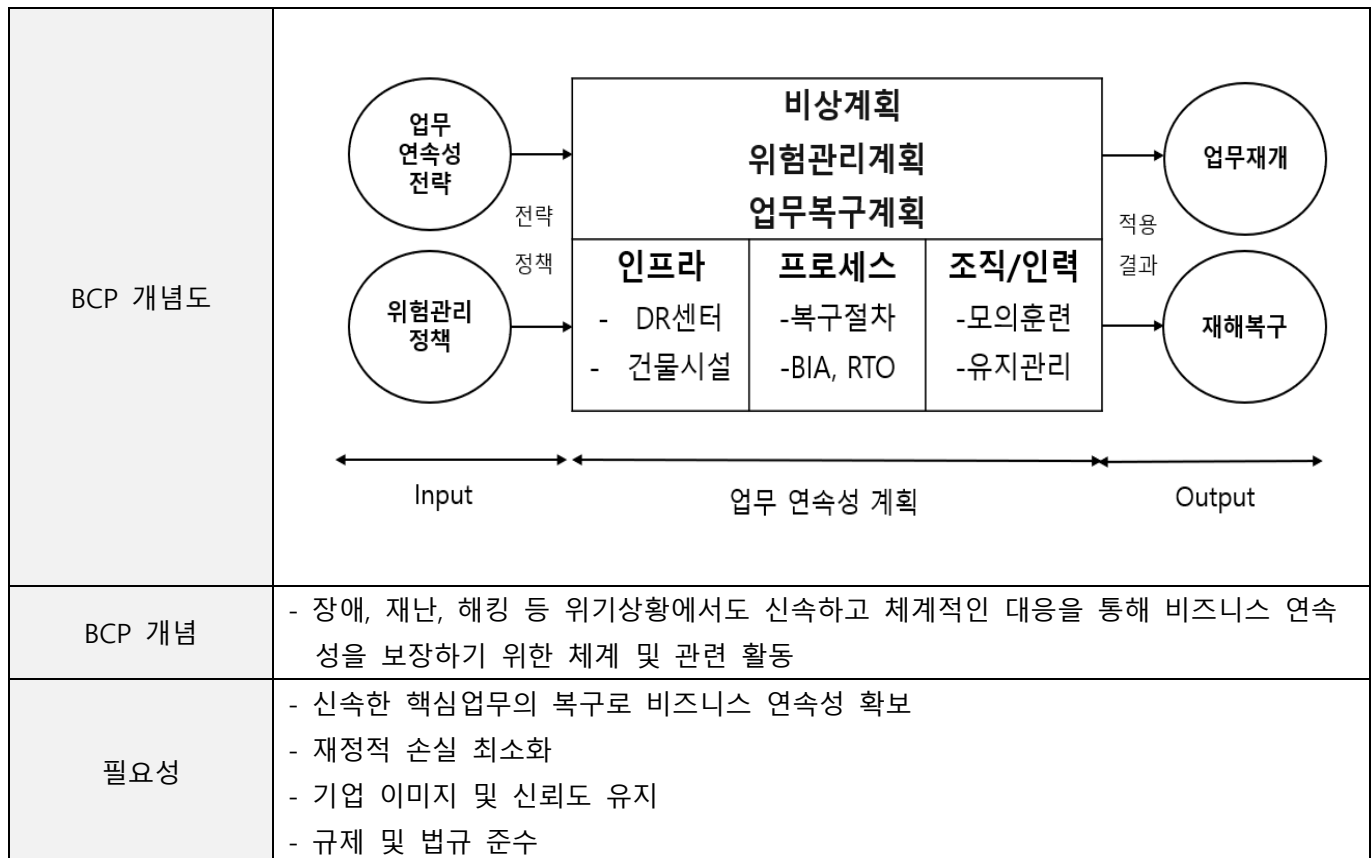 BCP 개념도
업무
연속성
전략
위험관리
정책
전략
정책
비상계획
위험관리계획
업무복구계획
인프라
- DR센터
- 건물시설
프로세스
-복구절차
-BIA, RTO
조직/인력
-모의훈련
-유지관리
적용
결과
업무재개
재해복구
Input
업무 연속성 계획
Output
BCP 개념
- 장애, 재난, 해킹 등 위기상황에서도 신속하고 체계적인 대응을 통해 비즈니스 연속
성을 보장하기 위한 체계 및 관련 활동
필요성
- 신속한 핵심업무의 복구로 비즈니스 연속성 확보
- 재정적 손실 최소화
- 기업 이미지 및 신뢰도 유지
- 규제 및 법규 준수